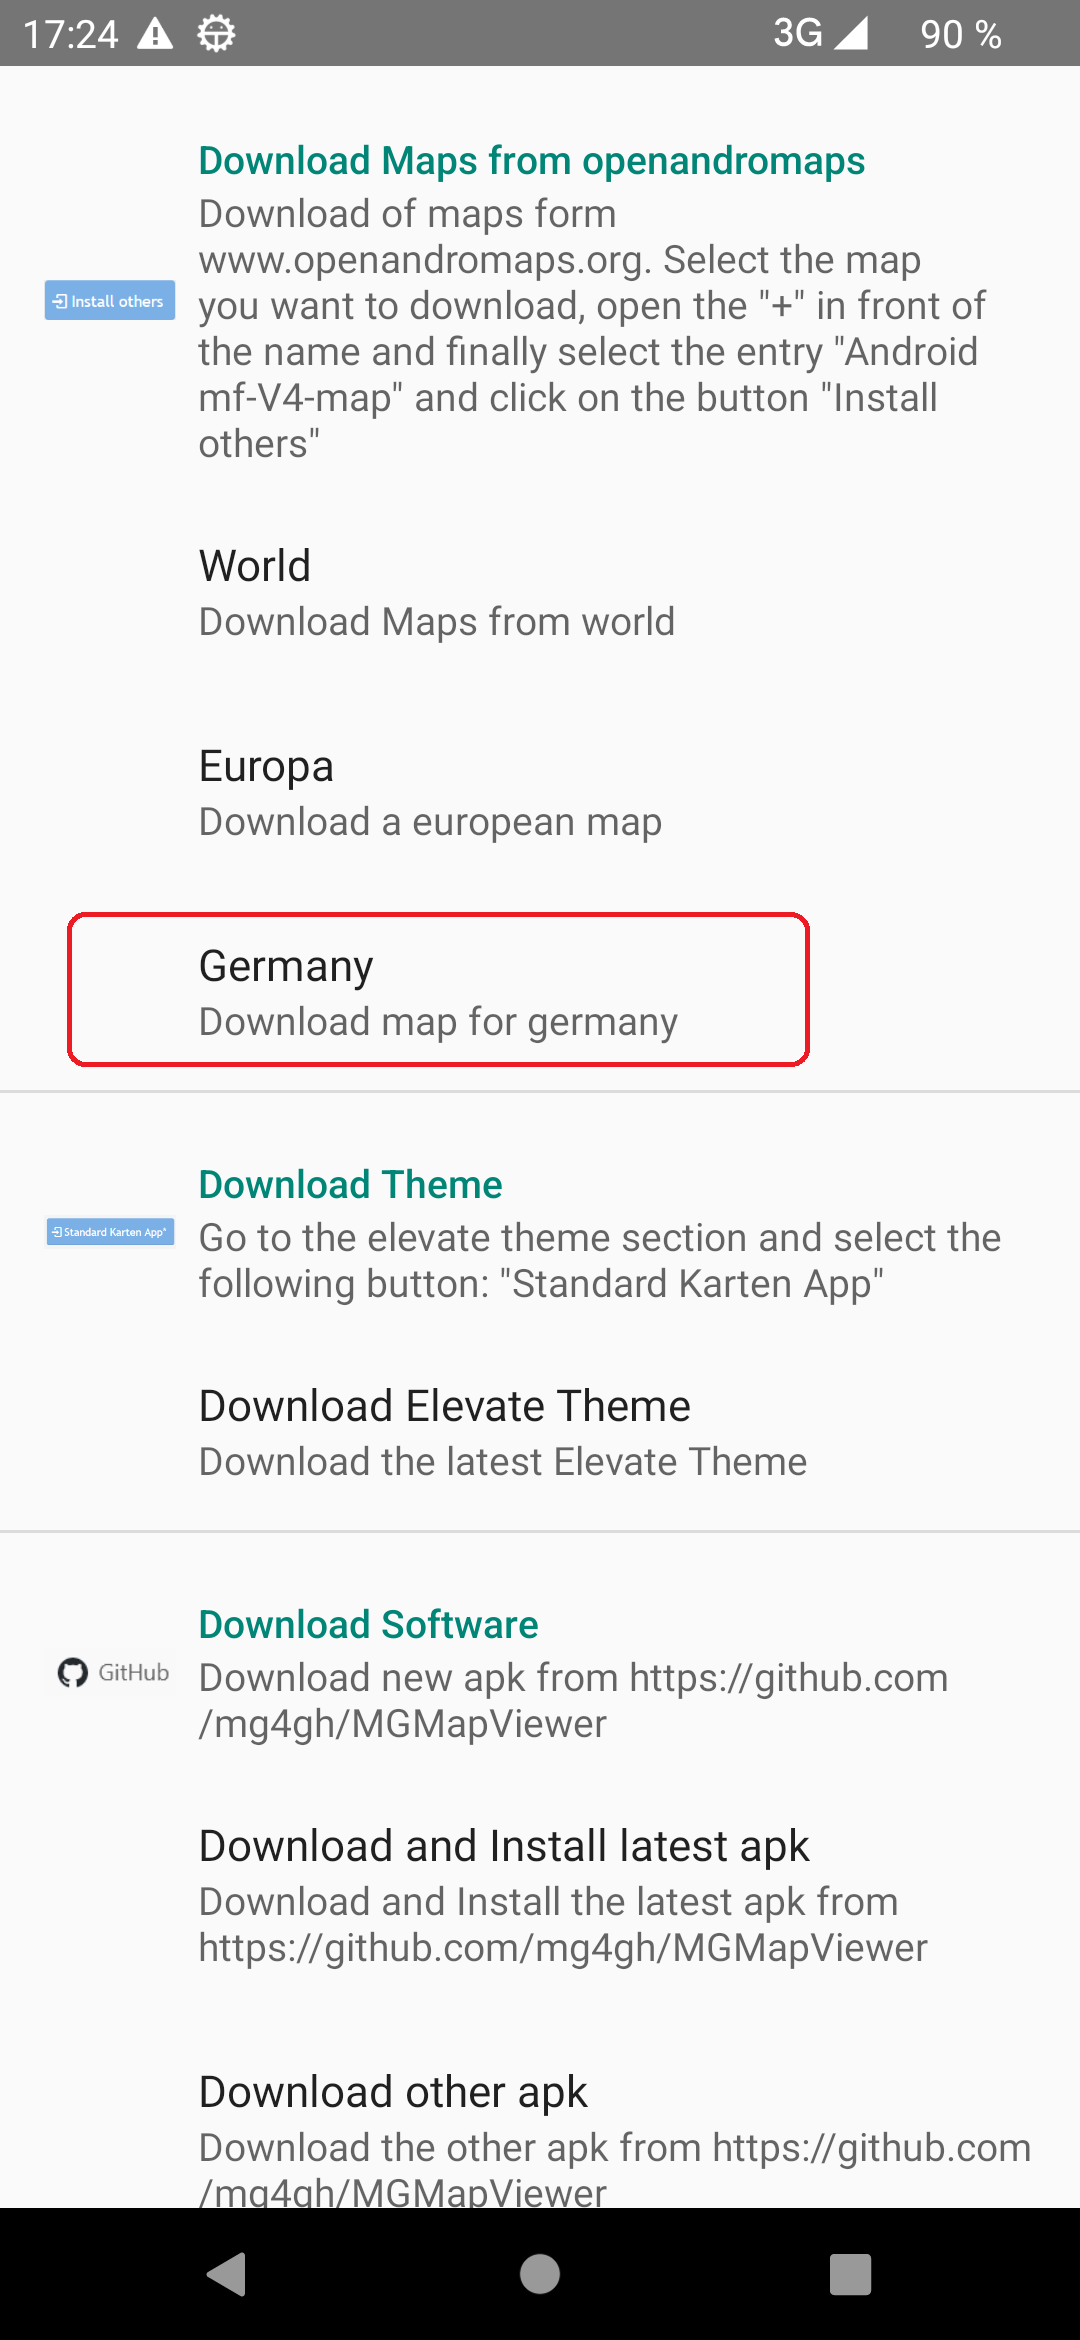 17:24 3G 90 %
Download Maps from openandromaps
Download of maps form
www.openandromaps.org. Select the map
you want to download, open the "+" in front of
the name and finally select the entry "Android
mf-V4-map" and click on the button "Install
others"
Install others
World
Download Maps from world
Europa
Download a european map
Germany
Download map for germany
Download Theme
Standard Karten App*
Go to the elevate theme section and select the
following button: "Standard Karten App"
Download Elevate Theme
Download the latest Elevate Theme
Download Software
GitHub
Download new apk from https://github.com
/mg4gh/MGMapViewer
Download and Install latest apk
Download and Install the latest apk from
https://github.com/mg4gh/MGMapViewer
Download other apk
Download the other apk from https://github.com
/mg4gh/MGMapViewer